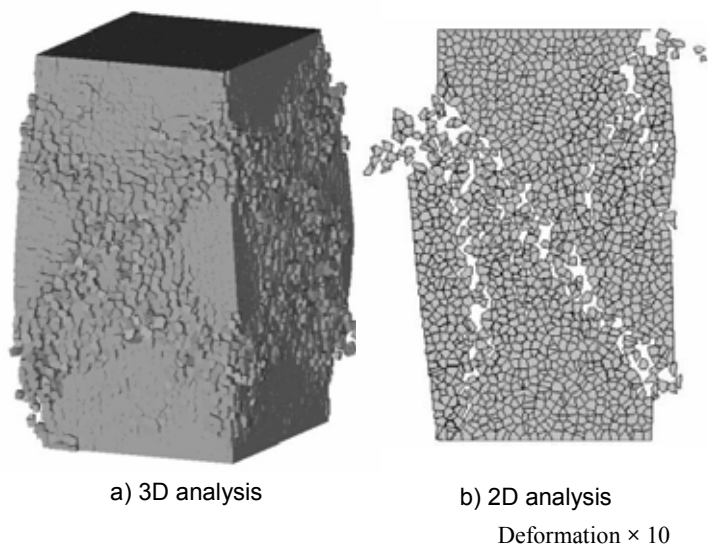 a) 3D analysis
b) 2D analysis
Deformation × 10